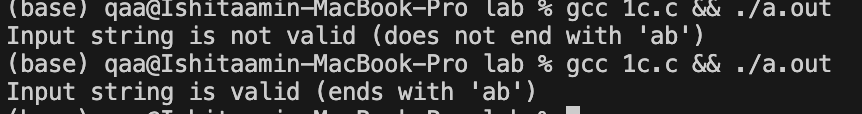 (base) qaa@Ishitaamin-MacBook-Pro lab % gcc 1c.c && ./a.out
Input string is not valid (does not end with 'ab')
(base) qaa@Ishitaamin-MacBook-Pro lab % gcc 1c.c && ./a.out
Input string is valid (ends with 'ab')